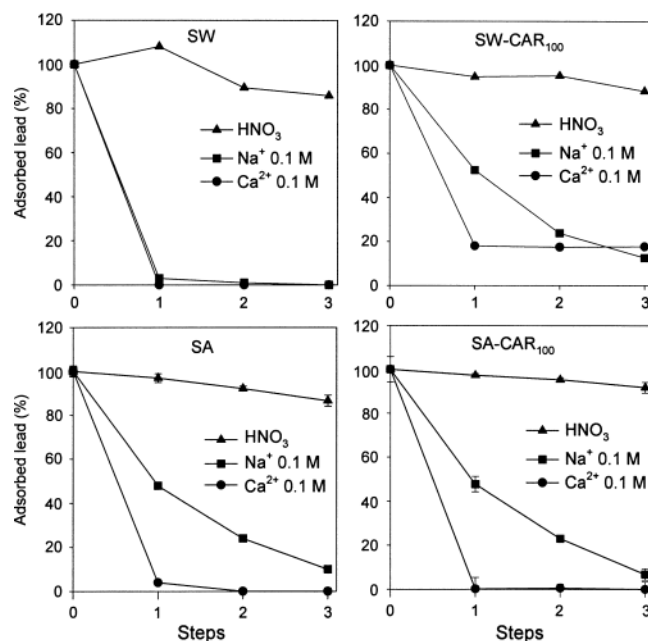 SW
Adsorbed lead (%)
120
100
80
60
40
20
0
HNO₃
Na⁺ 0.1 M
Ca²⁺ 0.1 M
0 1 2 3
SW-CAR₁₀₀
Adsorbed lead (%)
120
100
80
60
40
20
0
HNO₃
Na⁺ 0.1 M
Ca²⁺ 0.1 M
0 1 2 3
SA
Adsorbed lead (%)
120
100
80
60
40
20
0
HNO₃
Na⁺ 0.1 M
Ca²⁺ 0.1 M
0 1 2 3
Steps
SA-CAR₁₀₀
Adsorbed lead (%)
120
100
80
60
40
20
0
HNO₃
Na⁺ 0.1 M
Ca²⁺ 0.1 M
0 1 2 3
Steps